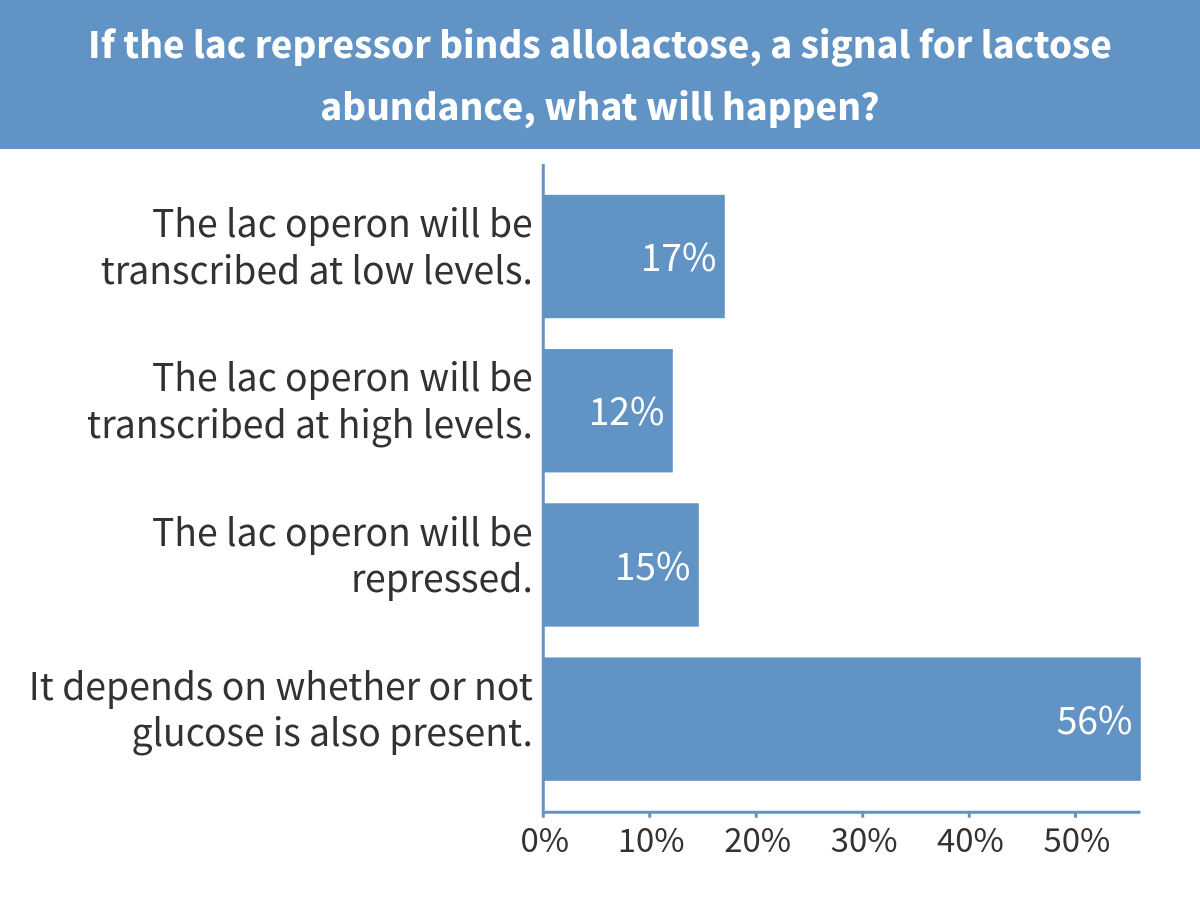 If the lac repressor binds allolactose, a signal for lactose
abundance, what will happen?
The lac operon will be
transcribed at low levels.
17%
The lac operon will be
transcribed at high levels.
12%
The lac operon will be
repressed.
15%
It depends on whether or not
glucose is also present.
56%
0% 10% 20% 30% 40% 50%